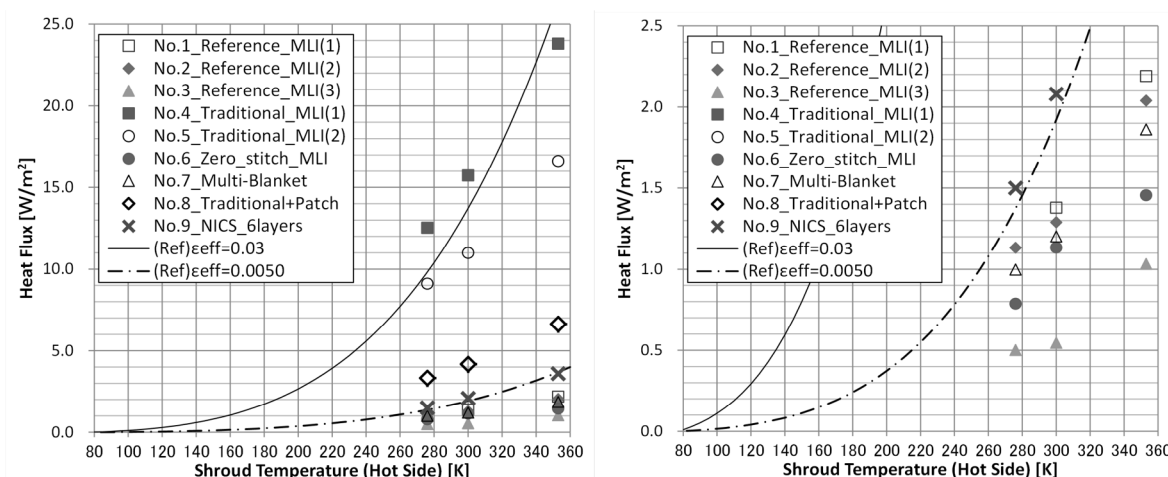 25.0
20.0
15.0
10.0
5.0
0.0
Heat Flux [W/m²]
No.1_Reference_MLI(1)
No.2_Reference_MLI(2)
No.3_Reference_MLI(3)
No.4_Traditional_MLI(1)
No.5_Traditional_MLI(2)
No.6_Zero_stitch_MLI
No.7_Multi-Blanket
No.8_Traditional+Patch
No.9_NICS_6layers
(Ref)εeff=0.03
(Ref)εeff=0.0050
80 100 120 140 160 180 200 220 240 260 280 300 320 340 360
Shroud Temperature (Hot Side) [K]
2.5
2.0
1.5
1.0
0.5
0.0
Heat Flux [W/m²]
No.1_Reference_MLI(1)
No.2_Reference_MLI(2)
No.3_Reference_MLI(3)
No.4_Traditional_MLI(1)
No.5_Traditional_MLI(2)
No.6_Zero_stitch_MLI
No.7_Multi-Blanket
No.8_Traditional+Patch
No.9_NICS_6layers
(Ref)εeff=0.03
(Ref)εeff=0.0050
80 100 120 140 160 180 200 220 240 260 280 300 320 340 360
Shroud Temperature (Hot Side) [K]